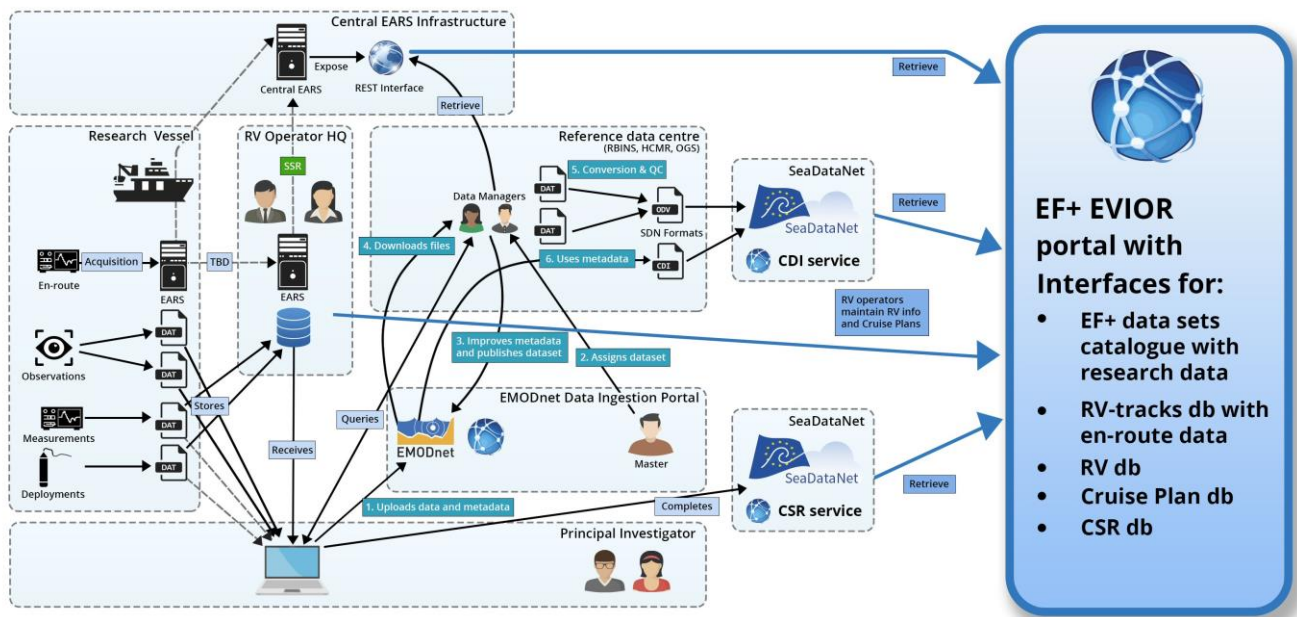 Central EARS Infrastructure
Central EARS
Expose
REST Interface
Retrieve
Retrieve
Research Vessel
En-route
Acquisition
EARS
TBD
Observations
Measurements
Deployments
DAT
DAT
DAT
DAT
Stores
RV Operator HQ
SSR
EARS
Receives
Reference data centre
(RBINS, HCMR, OGS)
Data Managers
5. Conversion & QC
DAT
DAT
ODV
SDN Formats
CDI
4. Downloads files
6. Uses metadata
3. Improves metadata
and publishes dataset
2. Assigns dataset
Queries
EMODnet Data Ingestion Portal
EMODnet
Master
1. Uploads data and metadata
Completes
Principal Investigator
SeaDataNet
SeaDataNet
CDI service
Retrieve
RV operators
maintain RV info
and Cruise Plans
SeaDataNet
SeaDataNet
CSR service
Retrieve
EF+ EVIOR
portal with
Interfaces for:
• EF+ data sets
catalogue with
research data
• RV-tracks db with
en-route data
• RV db
• Cruise Plan db
• CSR db